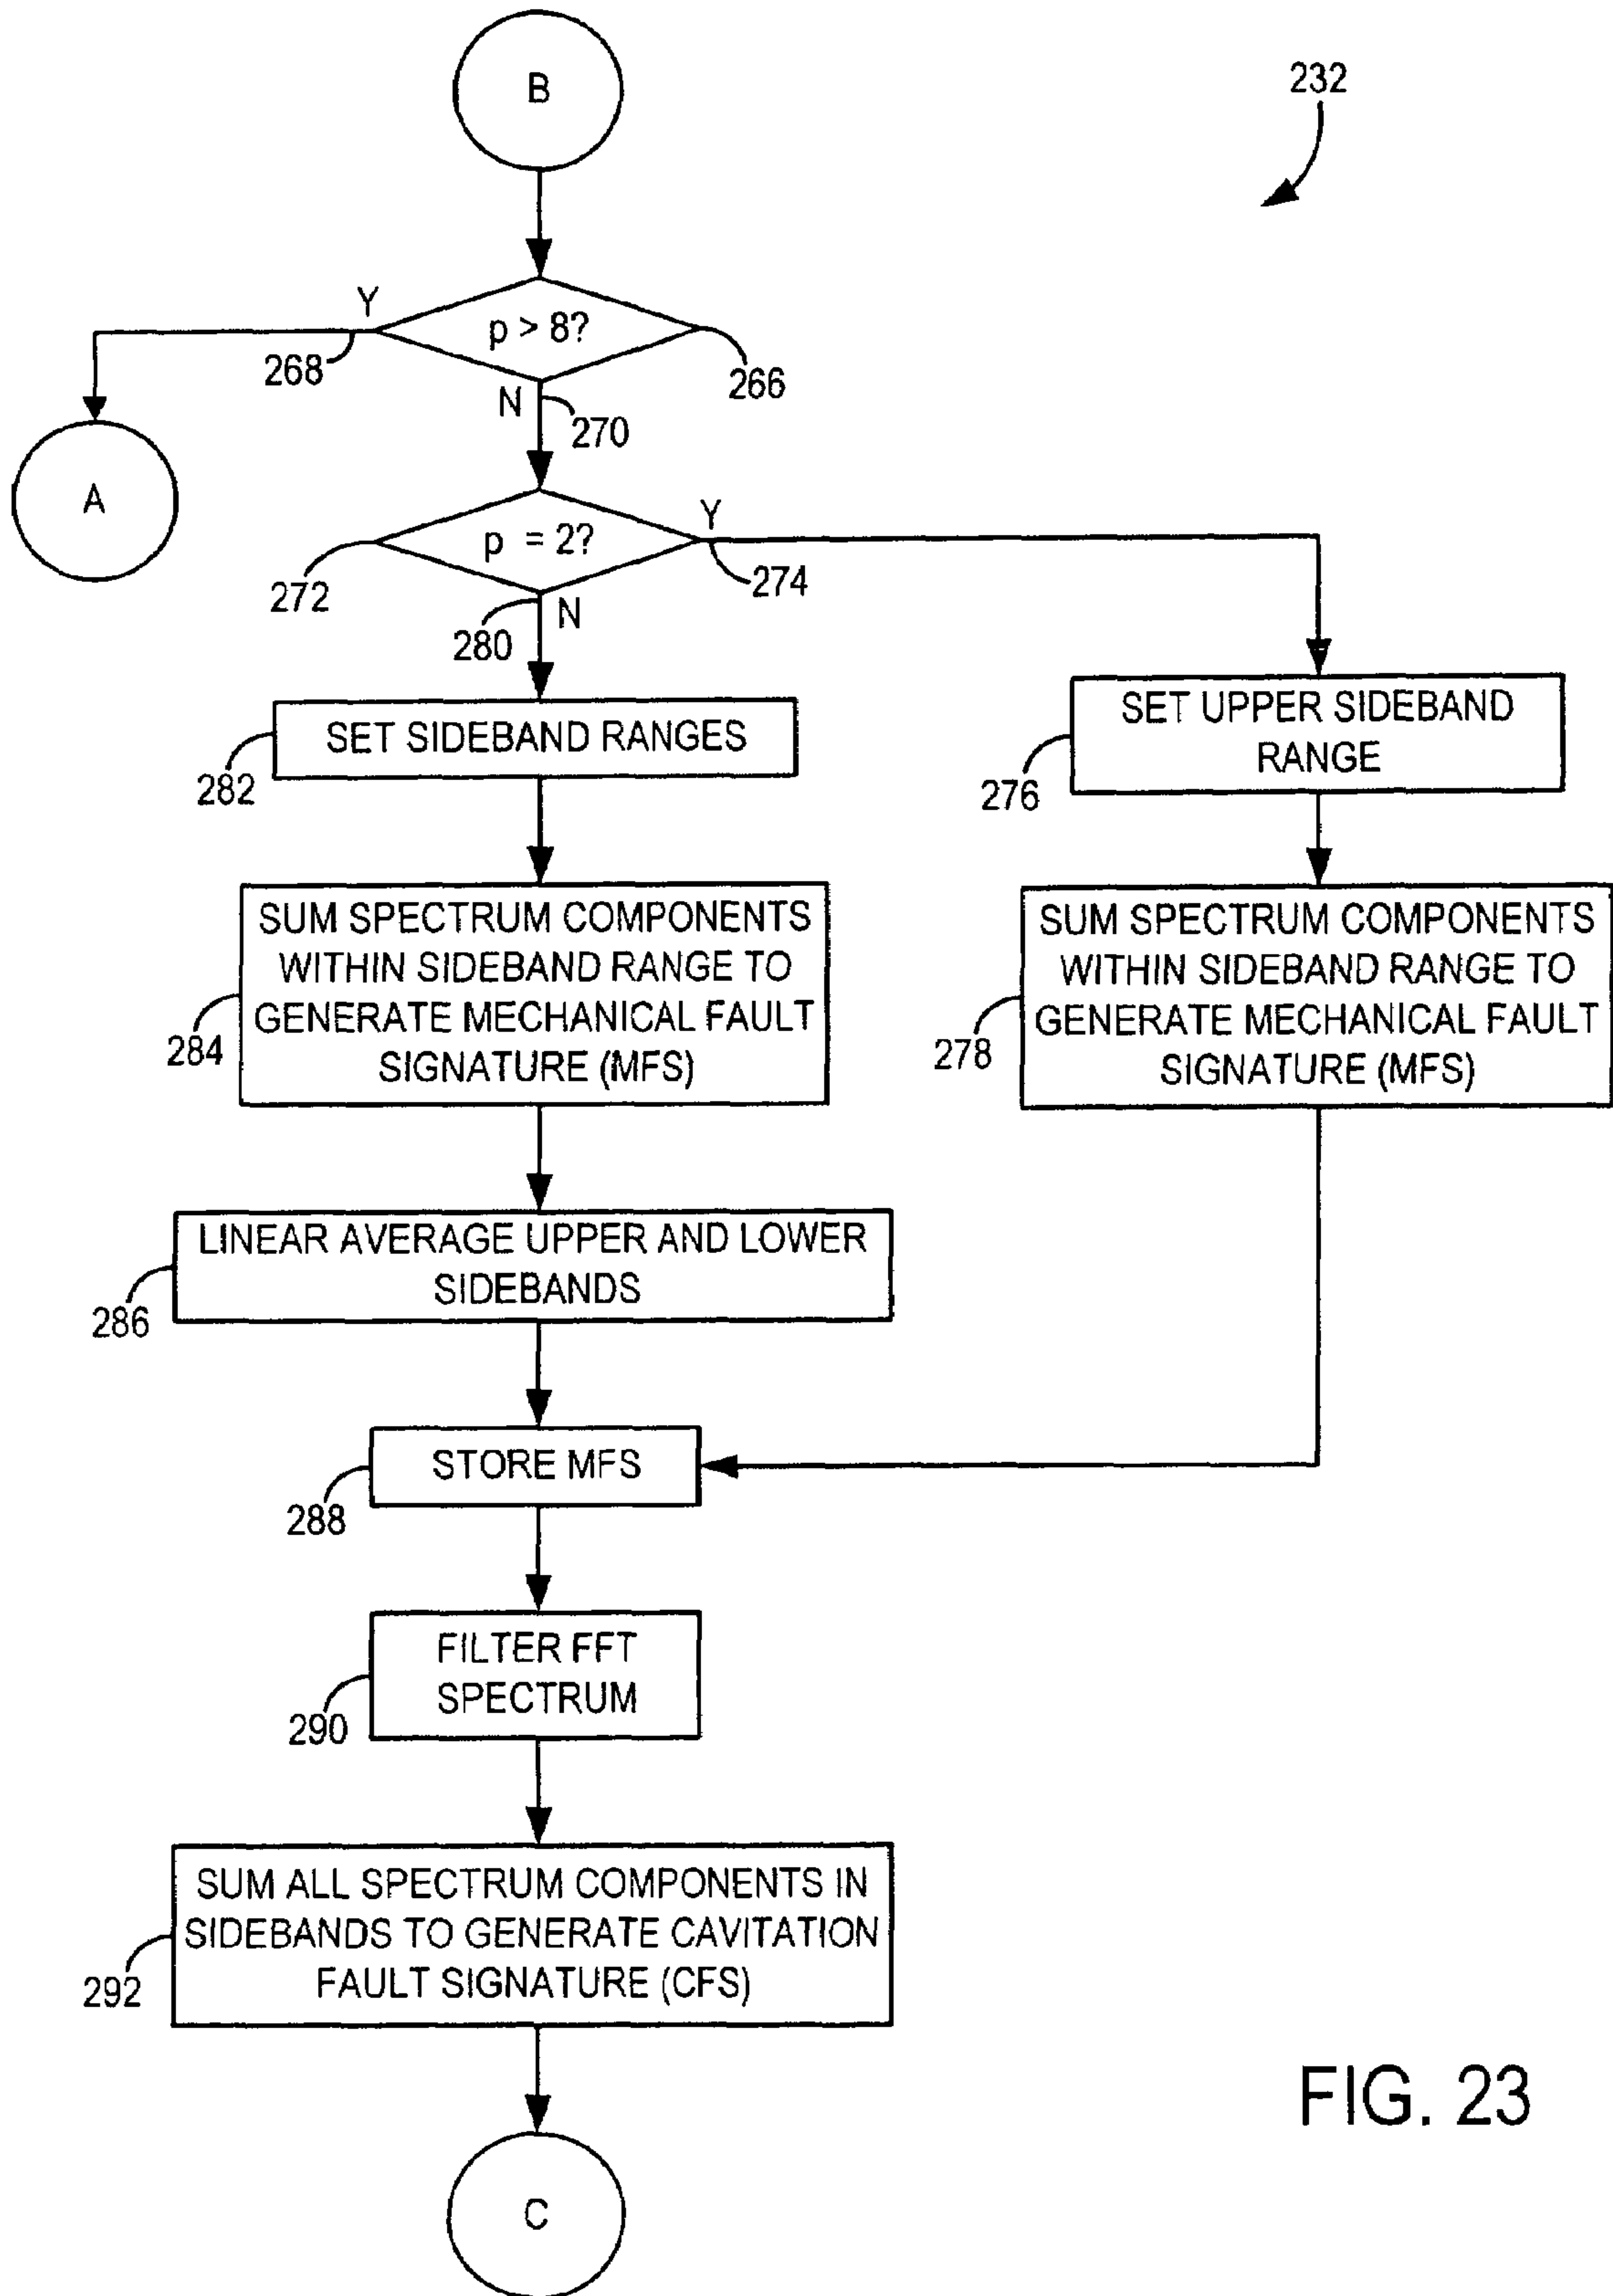 B
232
Y
p > 8?
268
266
N
270
A
Y
p = 2?
272
274
280
N
SET SIDEBAND RANGES
282
SET UPPER SIDEBAND
RANGE
276
SUM SPECTRUM COMPONENTS
WITHIN SIDEBAND RANGE TO
GENERATE MECHANICAL FAULT
SIGNATURE (MFS)
284
SUM SPECTRUM COMPONENTS
WITHIN SIDEBAND RANGE TO
GENERATE MECHANICAL FAULT
SIGNATURE (MFS)
278
LINEAR AVERAGE UPPER AND LOWER
SIDEBANDS
286
STORE MFS
288
FILTER FFT
SPECTRUM
290
SUM ALL SPECTRUM COMPONENTS IN
SIDEBANDS TO GENERATE CAVITATION
FAULT SIGNATURE (CFS)
292
C
FIG. 23